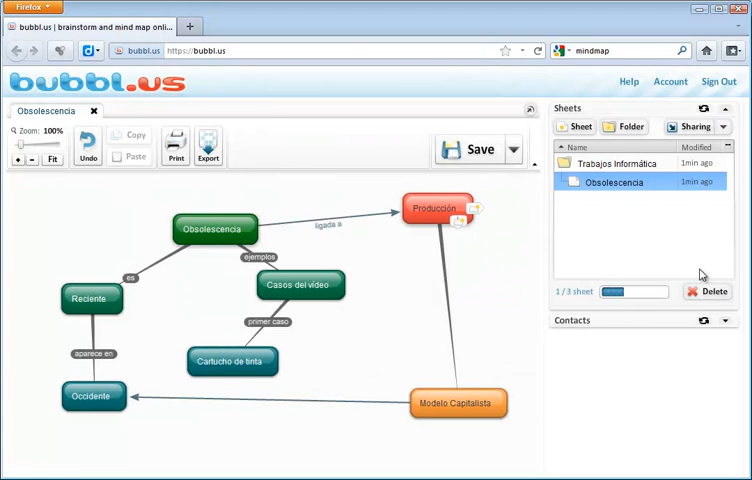 Firefox
bubbl.us | brainstorm and mind map onli...
bubbl.us https://bubbl.us
mindmap
bubbl.us
Help Account Sign Out
Obsolescencia
Zoom: 100%
Fit
Undo
Copy
Paste
Print
Export
Save
Sheets
Sheet Folder Sharing
Name Modified
Trabajos Informática 1min ago
Obsolescencia 1min ago
1 / 3 sheet Delete
Contacts
Producción
Obsolescencia
ligada a
ejemplos
es
Casos del vídeo
Reciente
primer caso
aparece en
Cartucho de tinta
Occidente
Modelo Capitalista